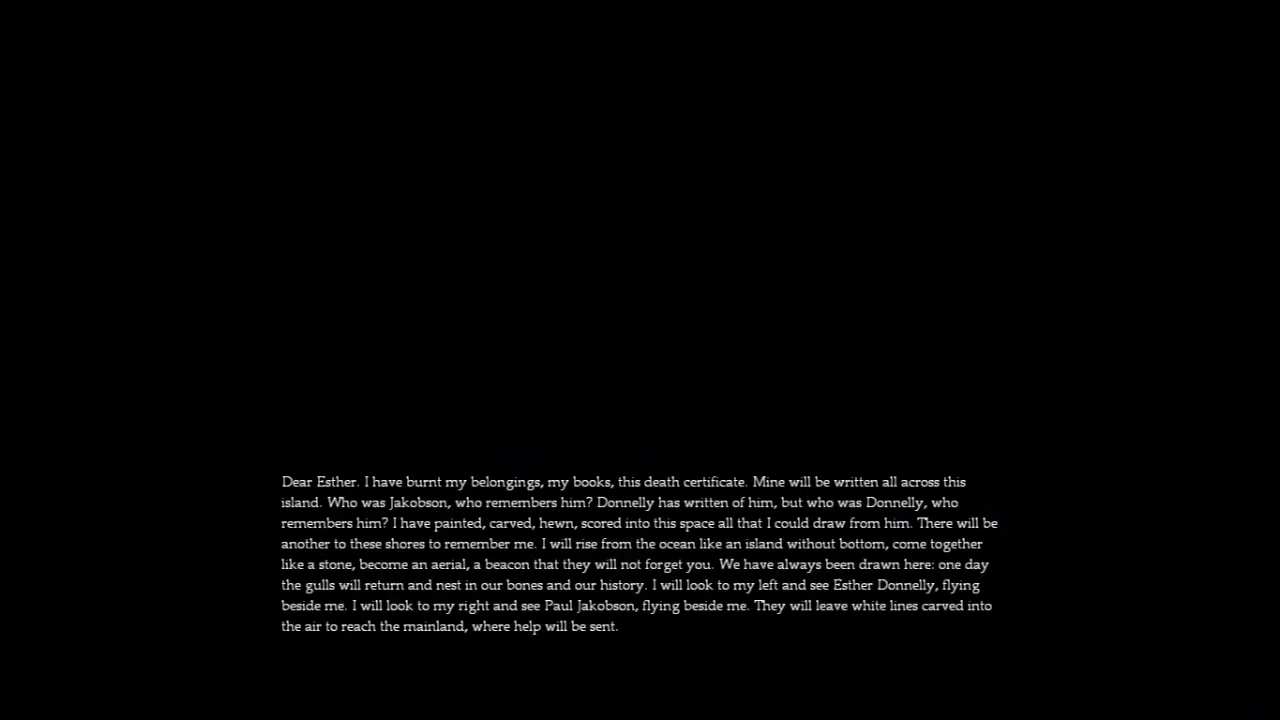 Dear Esther. I have burnt my belongings, my books, this death certificate. Mine will be written all across this
island. Who was Jakobson, who remembers him? Donnelly has written of him, but who was Donnelly, who
remembers him? I have painted, carved, hewn, scored into this space all that I could draw from him. There will be
another to these shores to remember me. I will rise from the ocean like an island without bottom, come together
like a stone, become an aerial, a beacon that they will not forget you. We have always been drawn here: one day
the gulls will return and nest in our bones and our history. I will look to my left and see Esther Donnelly, flying
beside me. I will look to my right and see Paul Jakobson, flying beside me. They will leave white lines carved into
the air to reach the mainland, where help will be sent.